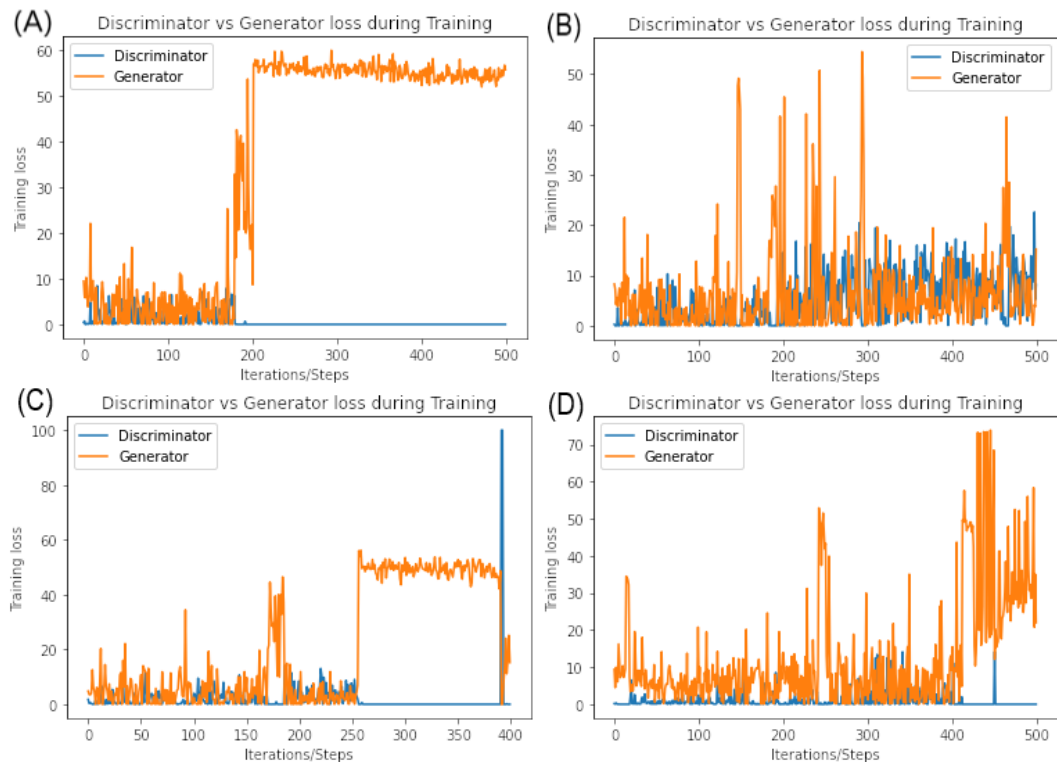 (A)
Discriminator vs Generator loss during Training
Discriminator
Generator
60
50
40
30
20
10
0
Training loss
0 100 200 300 400 500
Iterations/Steps
(B)
Discriminator vs Generator loss during Training
Discriminator
Generator
50
40
30
20
10
0
Training loss
0 100 200 300 400 500
Iterations/Steps
(C)
Discriminator vs Generator loss during Training
Discriminator
Generator
100
80
60
40
20
0
Training loss
0 50 100 150 200 250 300 350 400
Iterations/Steps
(D)
Discriminator vs Generator loss during Training
Discriminator
Generator
70
60
50
40
30
20
10
0
Training loss
0 100 200 300 400 500
Iterations/Steps